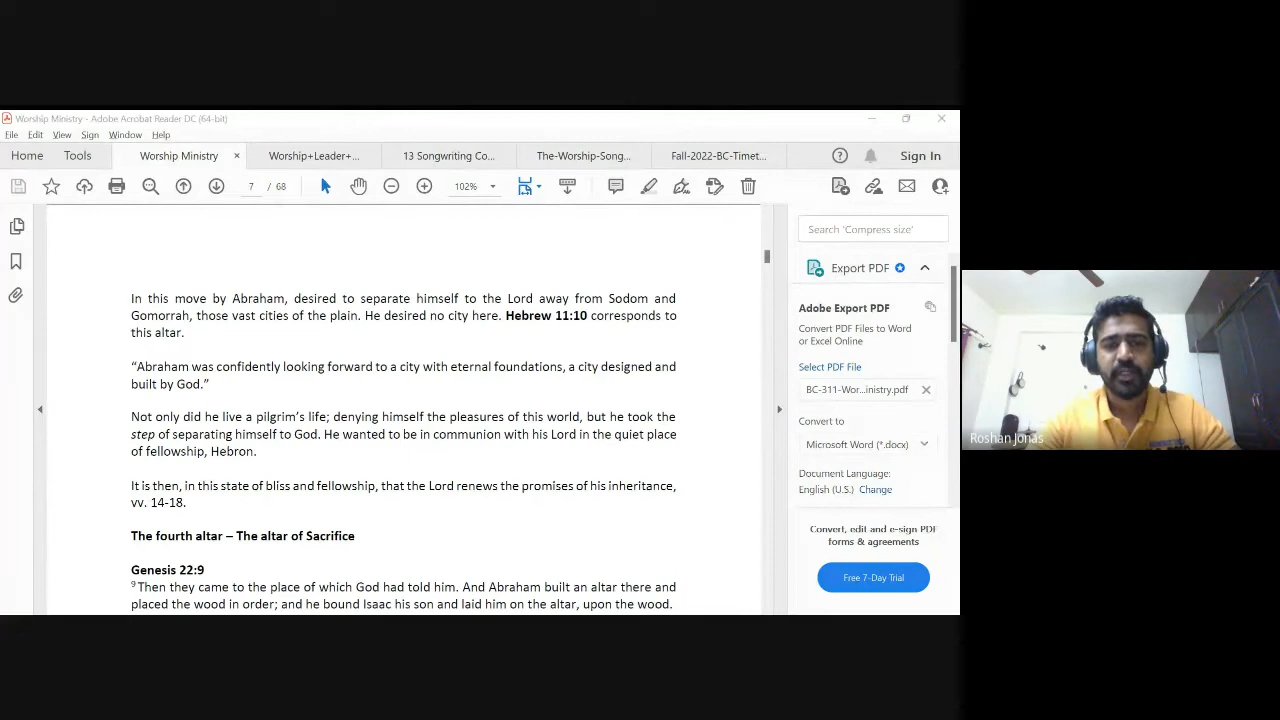 Worship Ministry - Adobe Acrobat Reader DC (64-bit)
File Edit View Sign Window Help
Home Tools Worship Ministry × Worship+Leader+... 13 Songwriting Co... The-Worship-Song... Fall-2022-BC-Timet... Sign In
7 / 68 102%
In this move by Abraham, desired to separate himself to the Lord away from Sodom and
Gomorrah, those vast cities of the plain. He desired no city here. Hebrew 11:10 corresponds to
this altar.
“Abraham was confidently looking forward to a city with eternal foundations, a city designed and
built by God.”
Not only did he live a pilgrim’s life; denying himself the pleasures of this world, but he took the
step of separating himself to God. He wanted to be in communion with his Lord in the quiet place
of fellowship, Hebron.
It is then, in this state of bliss and fellowship, that the Lord renews the promises of his inheritance,
vv. 14-18.
The fourth altar – The altar of Sacrifice
Genesis 22:9
9 Then they came to the place of which God had told him. And Abraham built an altar there and
placed the wood in order; and he bound Isaac his son and laid him on the altar, upon the wood.
Search 'Compress size'
Export PDF
Adobe Export PDF
Convert PDF Files to Word
or Excel Online
Select PDF File
BC-311-Wor...inistry.pdf
Convert to
Microsoft Word (*.docx)
Document Language:
English (U.S.) Change
Convert, edit and e-sign PDF
forms & agreements
Free 7-Day Trial
Roshan Jonas